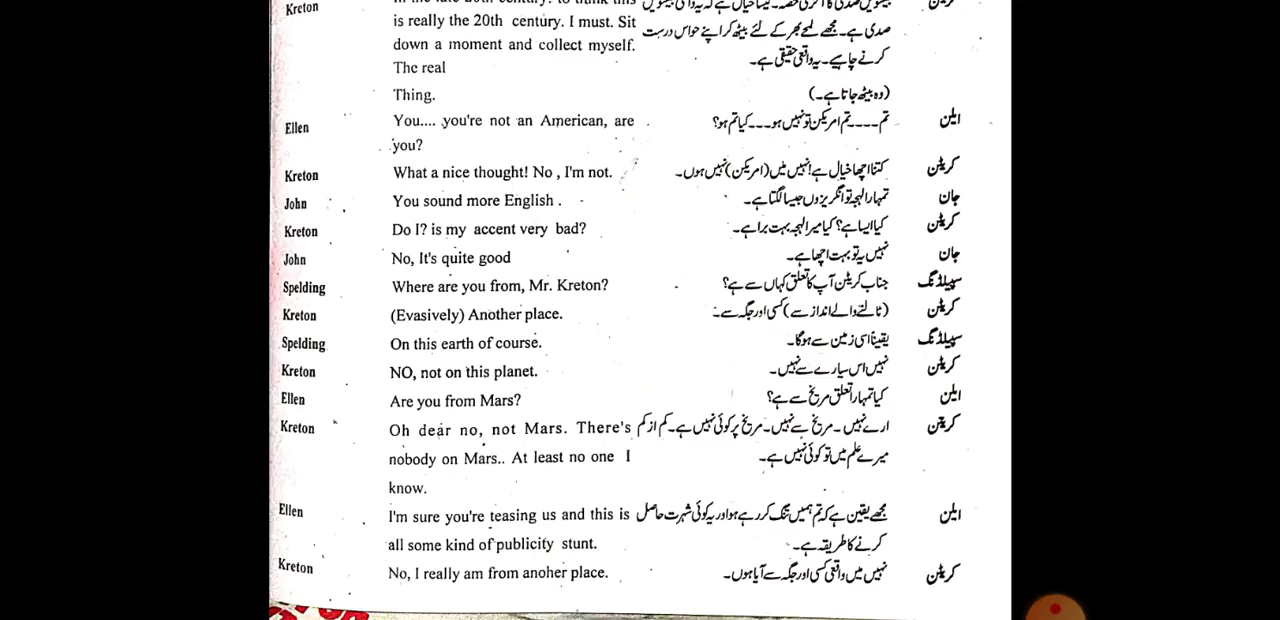 Kreton in the late 20th century. to think this بیسویں صدی کا آخری حصہ۔ کیسا خیال ہے کہ یہ واقعی بیسویں کریٹن
is really the 20th century. I must. Sit صدی ہے۔ مجھے لمحے بھر کے لئے بیٹھ کر اپنے حواس درست
down a moment and collect myself. کرنے چاہیے۔ یہ واقعی حقیقی ہے۔
The real
Thing. (وہ بیٹھ جاتا ہے۔)
Ellen You.... you're not an American, are تم۔۔۔۔تم امریکن تو نہیں ہو۔۔۔کیا تم ہو؟ ایلن
you?
Kreton What a nice thought! No , I'm not. کتنا اچھا خیال ہے! نہیں میں (امریکن) نہیں ہوں۔ کریٹن
John You sound more English . تمہارا لہجہ تو انگریزوں جیسا لگتا ہے۔ جان
Kreton Do I? is my accent very bad? کیا ایسا ہے؟ کیا میرا لہجہ بہت برا ہے۔ کریٹن
John No, It's quite good نہیں یہ تو بہت اچھا ہے۔ جان
Spelding Where are you from, Mr. Kreton? جناب کریٹن آپ کا تعلق کہاں سے ہے؟ سپیلڈنگ
Kreton (Evasively) Another place. (ٹالنے والے انداز سے) کسی اور جگہ سے۔ کریٹن
Spelding On this earth of course. یقیناً اسی زمین سے ہوگا۔ سپیلڈنگ
Kreton NO, not on this planet. نہیں اس سیارے سے نہیں۔ کریٹن
Ellen Are you from Mars? کیا تمہارا تعلق مریخ سے ہے؟ ایلن
Kreton Oh dear no, not Mars. There's ارے نہیں۔ مریخ سے نہیں۔ مریخ پر کوئی نہیں ہے۔ کم از کم کریٹن
nobody on Mars.. At least no one I میرے علم میں تو کوئی نہیں ہے۔
know.
Ellen I'm sure you're teasing us and this is مجھے یقین ہے کہ تم ہمیں تنگ کر رہے ہو اور یہ کوئی شہرت حاصل ایلن
all some kind of publicity stunt. کرنے کا طریقہ ہے۔
Kreton No, I really am from anoher place. نہیں میں واقعی کسی اور جگہ سے آیا ہوں۔ کریٹن